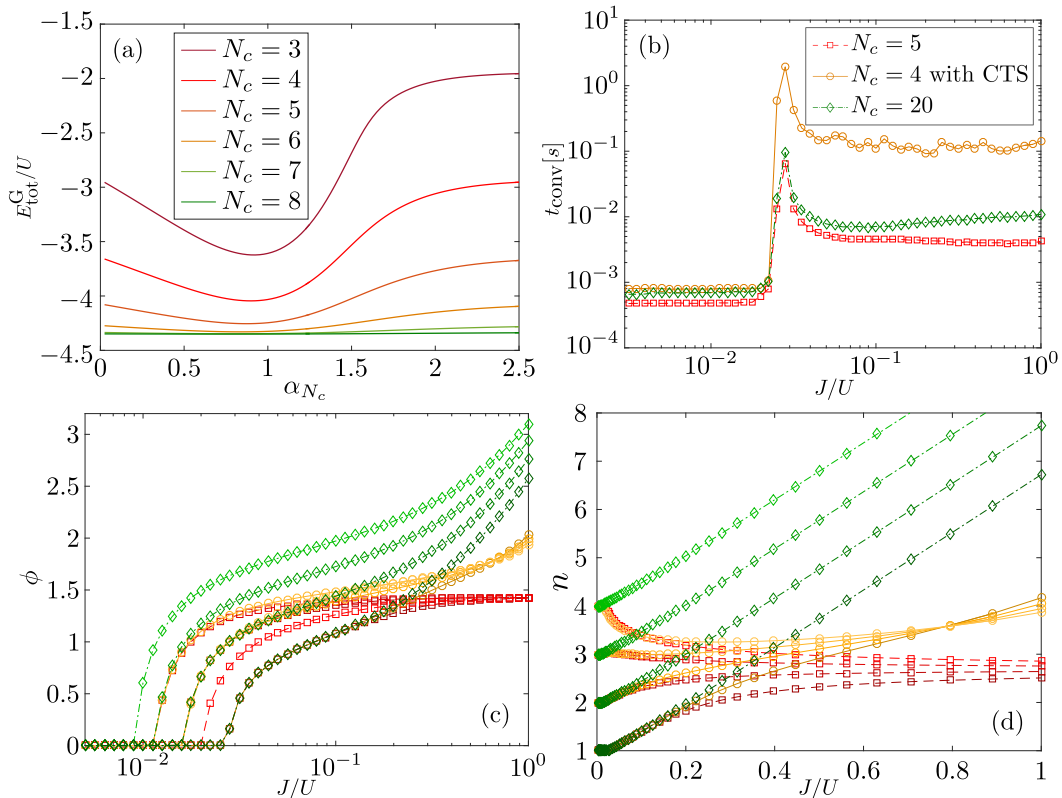 (a)
E^G_tot/U
−1.5
−2
−2.5
−3
−3.5
−4
−4.5
0 0.5 1 1.5 2 2.5
α_{N_c}
N_c = 3
N_c = 4
N_c = 5
N_c = 6
N_c = 7
N_c = 8
(b)
t_conv[s]
10^1
10^0
10^{−1}
10^{−2}
10^{−3}
10^{−4}
10^{−2} 10^{−1} 10^0
J/U
N_c = 5
N_c = 4 with CTS
N_c = 20
ϕ
3
2.5
2
1.5
1
0.5
0
(c)
10^{−2} 10^{−1} 10^0
J/U
n
8
7
6
5
4
3
2
1
(d)
0 0.2 0.4 0.6 0.8 1
J/U